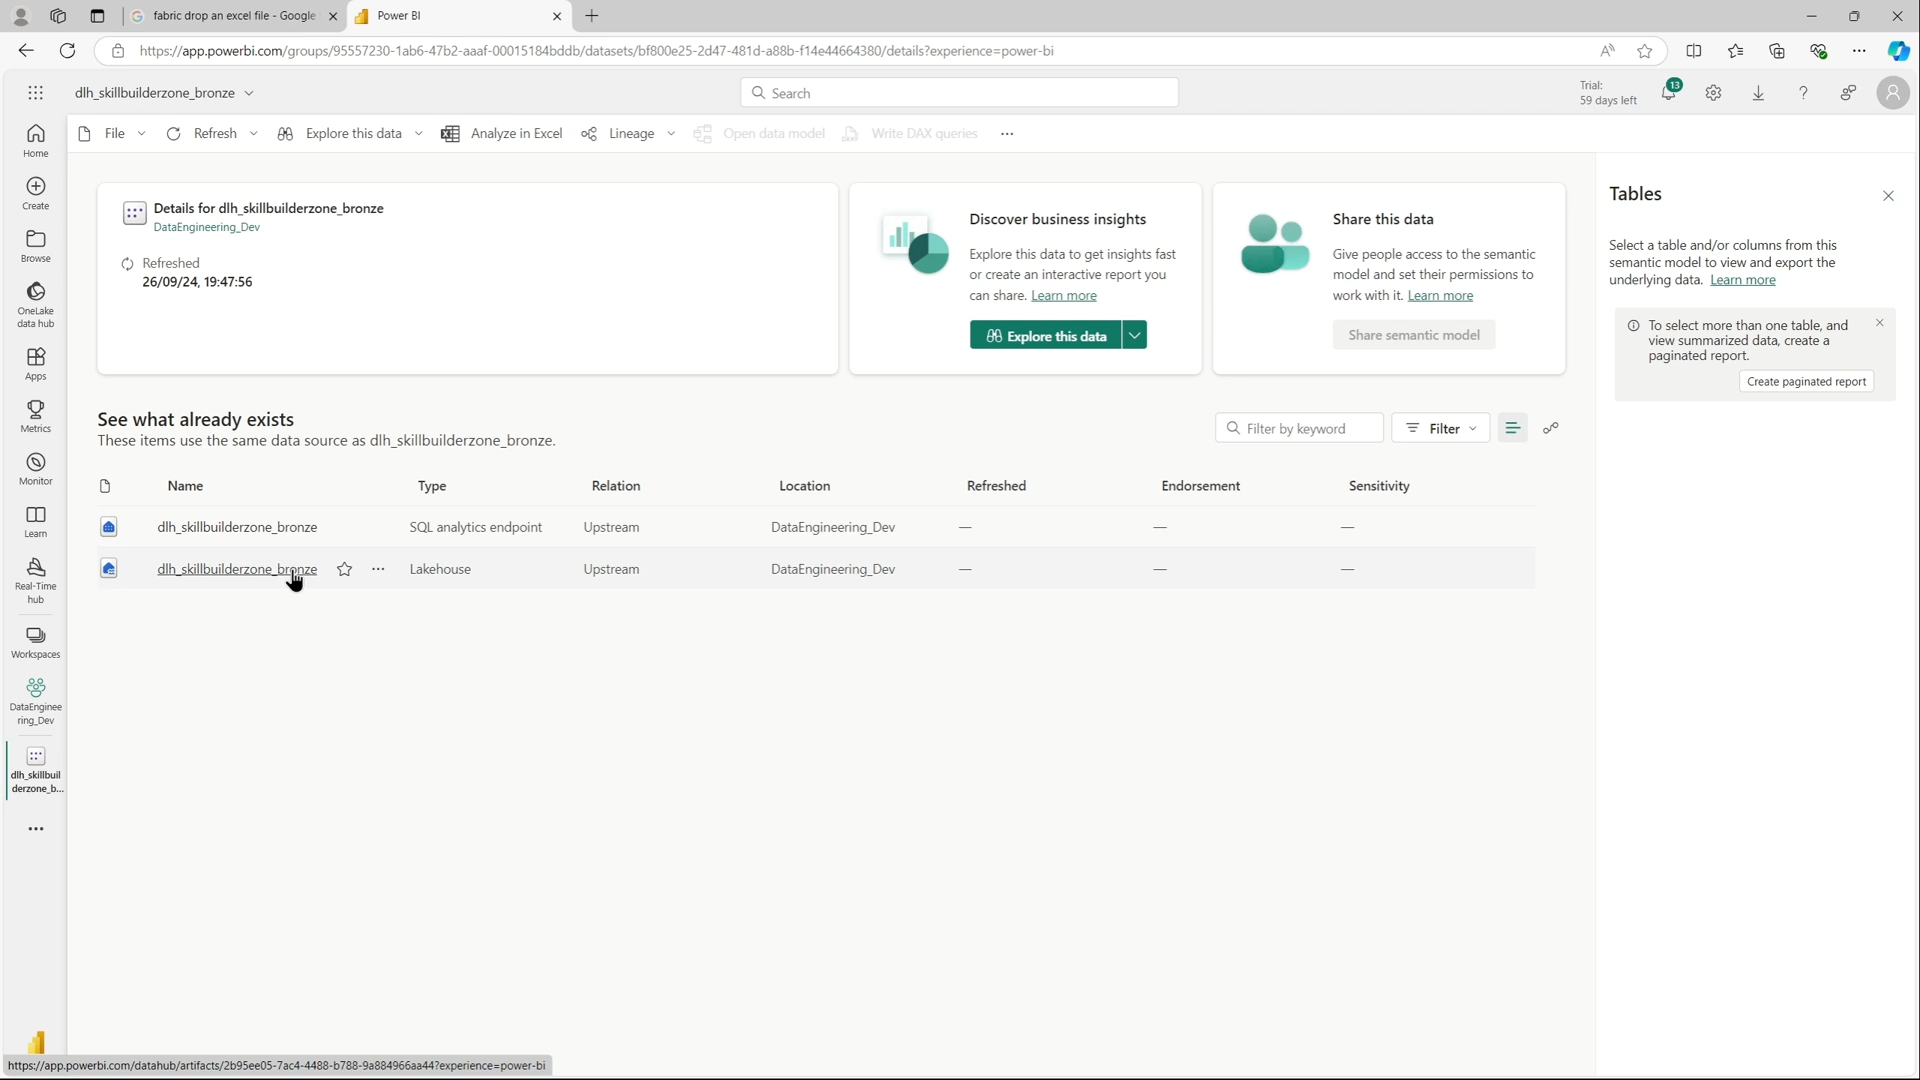 fabric drop an excel file - Google
Power BI
https://app.powerbi.com/groups/95557230-1ab6-47b2-aaaf-00015184bddb/datasets/bf800e25-2d47-481d-a88b-f14e44664380/details?experience=power-bi
dlh_skillbuilderzone_bronze
Search
Trial:
59 days left
13
File
Refresh
Explore this data
Analyze in Excel
Lineage
Open data model
Write DAX queries
Home
Create
Browse
OneLake
data hub
Apps
Metrics
Monitor
Learn
Real-Time
hub
Workspaces
DataEnginee
ring_Dev
dlh_skillbuil
derzone_b...
Details for dlh_skillbuilderzone_bronze
DataEngineering_Dev
Refreshed
26/09/24, 19:47:56
Discover business insights
Explore this data to get insights fast
or create an interactive report you
can share. Learn more
Explore this data
Share this data
Give people access to the semantic
model and set their permissions to
work with it. Learn more
Share semantic model
Tables
Select a table and/or columns from this
semantic model to view and export the
underlying data. Learn more
To select more than one table, and
view summarized data, create a
paginated report.
Create paginated report
See what already exists
These items use the same data source as dlh_skillbuilderzone_bronze.
Filter by keyword
Filter
Name Type Relation Location Refreshed Endorsement Sensitivity
dlh_skillbuilderzone_bronze SQL analytics endpoint Upstream DataEngineering_Dev — — —
dlh_skillbuilderzone_bronze Lakehouse Upstream DataEngineering_Dev — — —
https://app.powerbi.com/datahub/artifacts/2b95ee05-7ac4-4488-b788-9a884966aa44?experience=power-bi